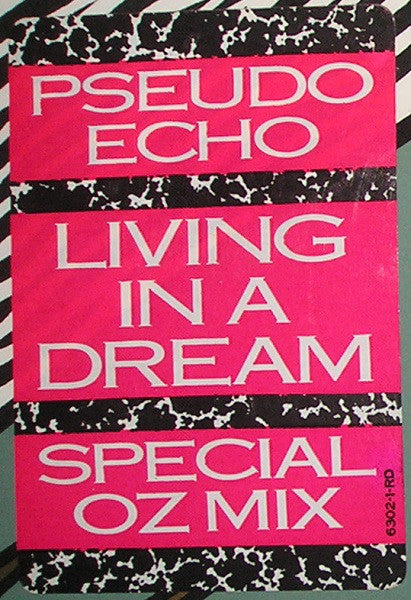 PSEUDO
ECHO
LIVING
IN A
DREAM
SPECIAL
OZ MIX
6302-1-RD